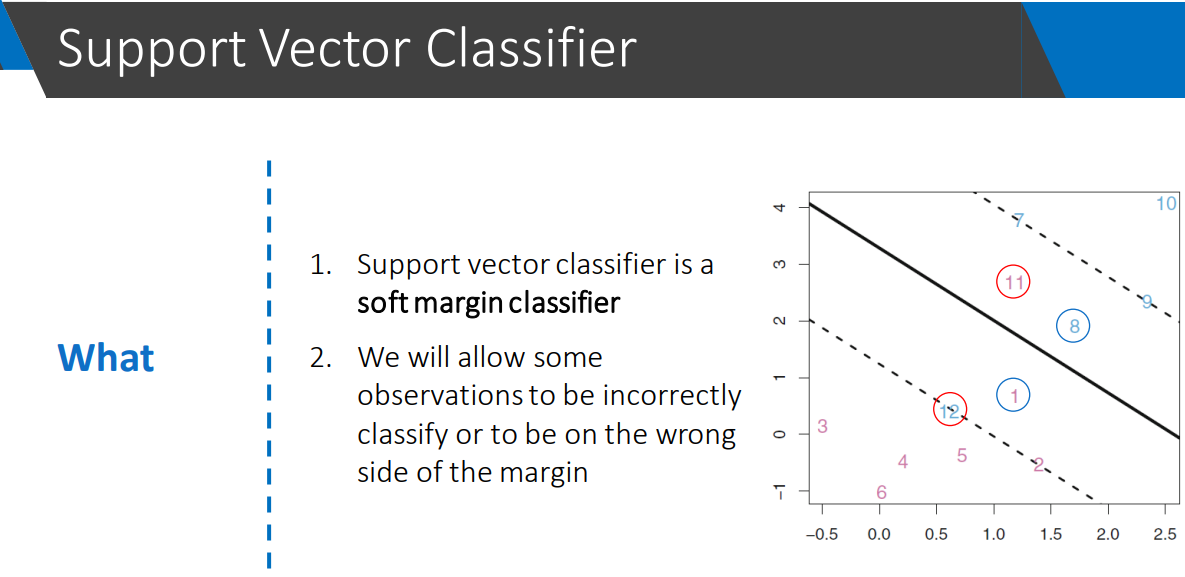 Support Vector Classifier
What
1. Support vector classifier is a
soft margin classifier
2. We will allow some
observations to be incorrectly
classify or to be on the wrong
side of the margin
4
3
2
1
0
−1
10
7
11
9
8
1
12
3
5
4
2
6
−0.5 0.0 0.5 1.0 1.5 2.0 2.5